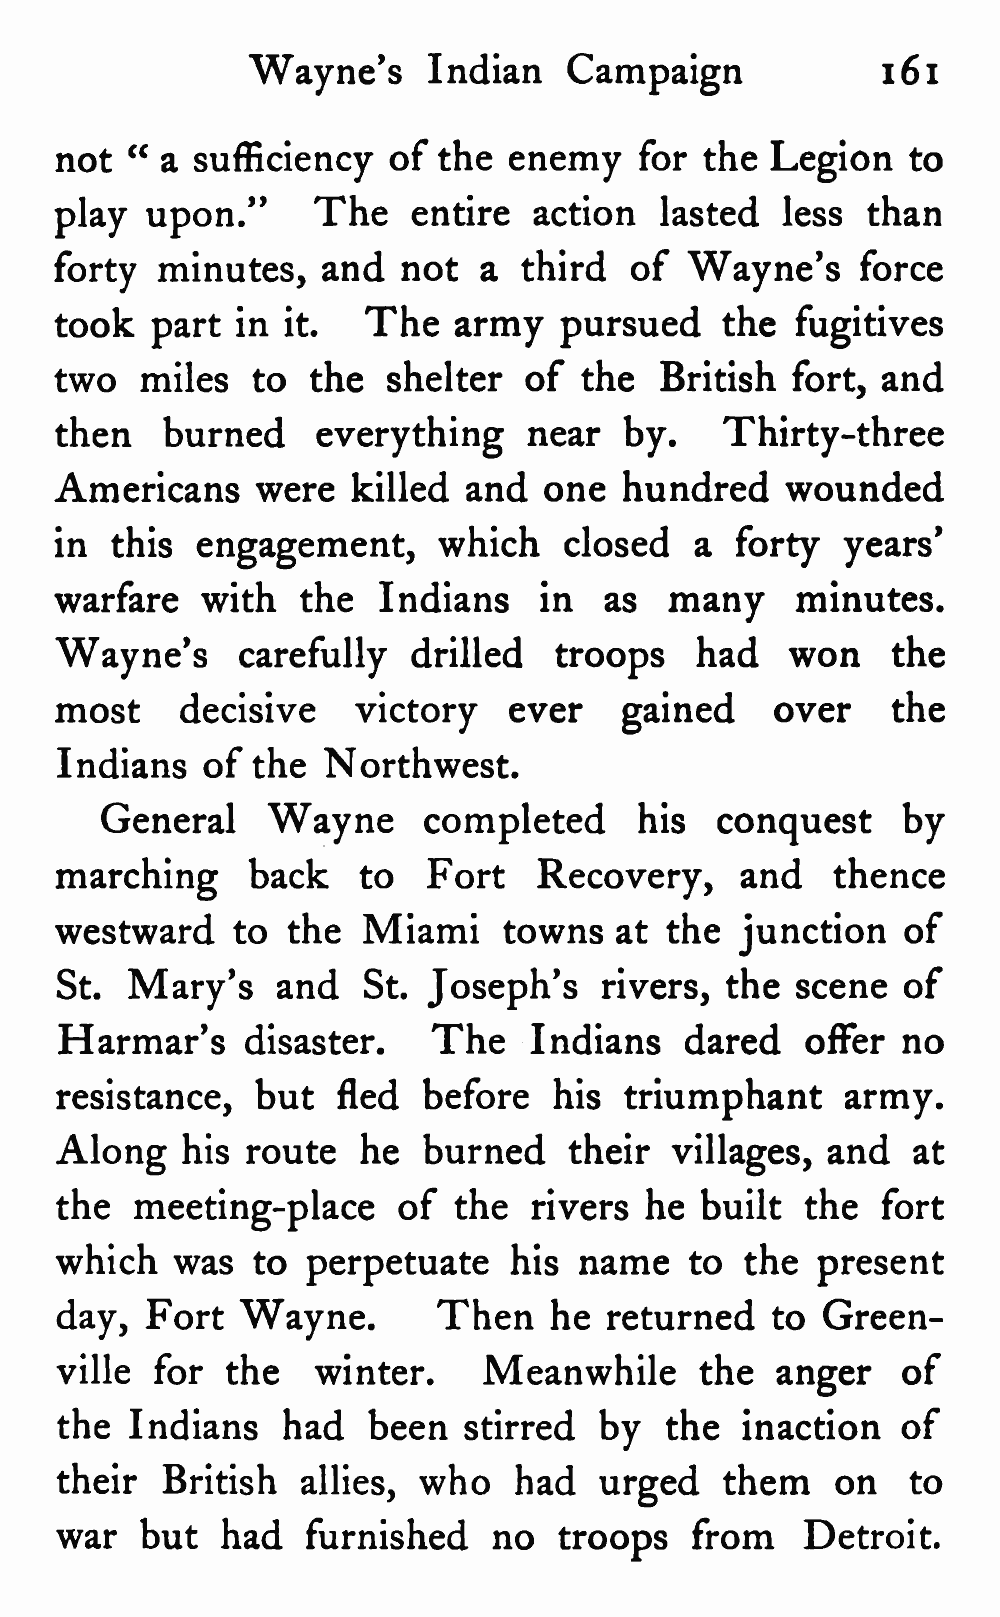 Wayne's Indian Campaign 161
not " a sufficiency of the enemy for the Legion to
play upon." The entire action lasted less than
forty minutes, and not a third of Wayne's force
took part in it. The army pursued the fugitives
two miles to the shelter of the British fort, and
then burned everything near by. Thirty-three
Americans were killed and one hundred wounded
in this engagement, which closed a forty years'
warfare with the Indians in as many minutes.
Wayne's carefully drilled troops had won the
most decisive victory ever gained over the
Indians of the Northwest.
General Wayne completed his conquest by
marching back to Fort Recovery, and thence
westward to the Miami towns at the junction of
St. Mary's and St. Joseph's rivers, the scene of
Harmar's disaster. The Indians dared offer no
resistance, but fled before his triumphant army.
Along his route he burned their villages, and at
the meeting-place of the rivers he built the fort
which was to perpetuate his name to the present
day, Fort Wayne. Then he returned to Green-
ville for the winter. Meanwhile the anger of
the Indians had been stirred by the inaction of
their British allies, who had urged them on to
war but had furnished no troops from Detroit.